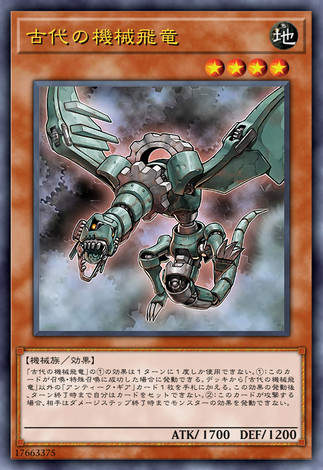 古代の機械飛竜
地
【機械族／効果】
「古代の機械飛竜」の①の効果は１ターンに１度しか使用できない。①:このカ
ードが召喚・特殊召喚に成功した場合に発動できる。デッキから「古代の機械飛
竜」以外の「アンティーク・ギア」カード１枚を手札に加える。この効果の発動後、
ターン終了時まで自分はカードをセットできない。②:このカードが攻撃する
場合、相手はダメージステップ終了時までモンスターの効果を発動できない。
ATK/1700 DEF/1200
17663375